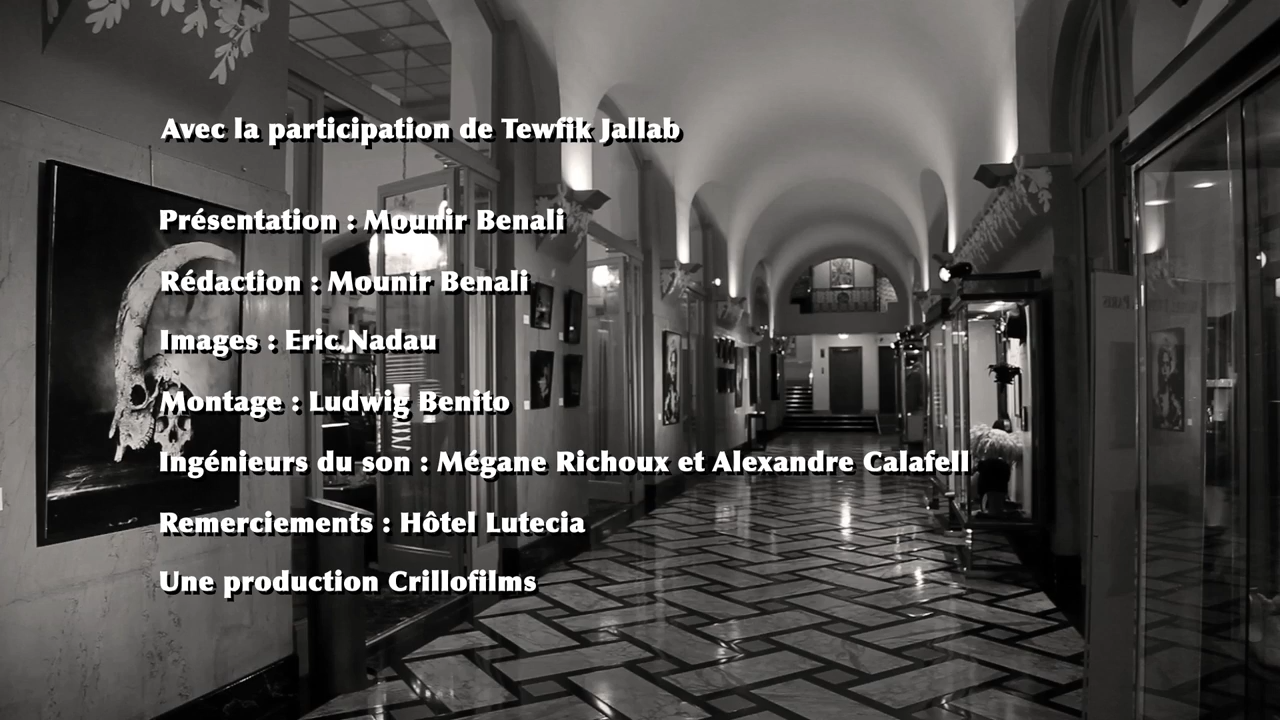 Avec la participation de Tewfik Jallab
Présentation : Mounir Benali
Rédaction : Mounir Benali
Images : Eric Nadau
Montage : Ludwig Benito
Ingénieurs du son : Mégane Richoux et Alexandre Calafell
Remerciements : Hôtel Lutecia
Une production Crillofilms